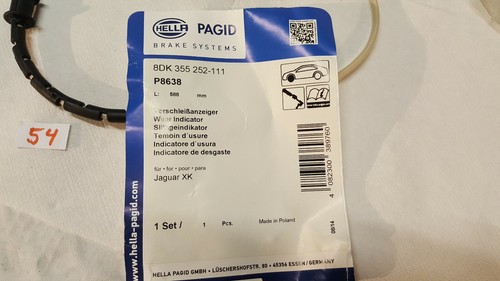 HELLA PAGID
BRAKE SYSTEMS
8DK 355 252-111
P8638
L: 588 mm
Verschleißanzeiger
Wear Indicator
Slitageindikator
Temoin d´usure
Indicatore d´usura
Indicatore de desgaste
für • for • pour • para
Jaguar XK
1 Set / 1 Pcs.
Made in Poland
08/14
4 082300 389760
54
www.hella-pagid.com
HELLA PAGID GMBH • LÜSCHERSHOFSTR. 80 • 45356 ESSEN / GERMANY